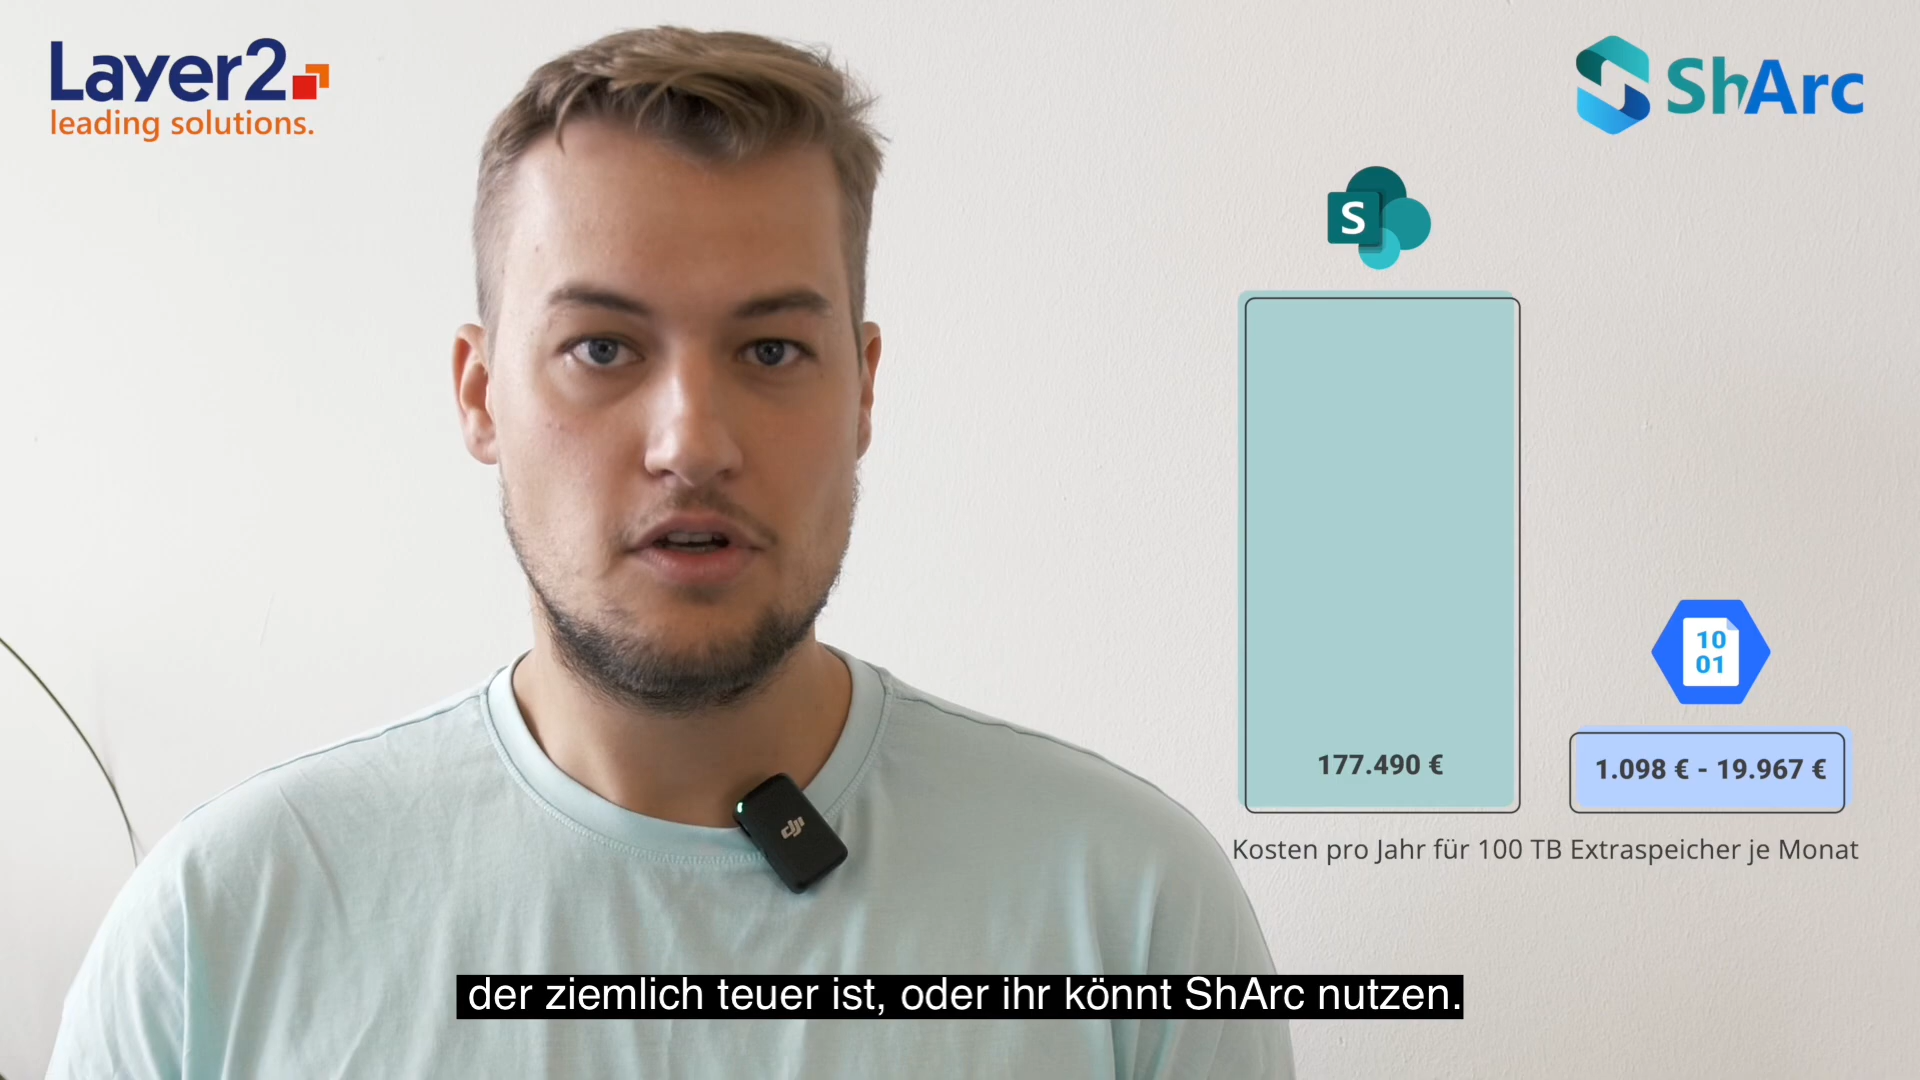 Layer2
leading solutions.
ShArc
S
10
01
177.490 €
1.098 € - 19.967 €
Kosten pro Jahr für 100 TB Extraspeicher je Monat
dji
der ziemlich teuer ist, oder ihr könnt ShArc nutzen.